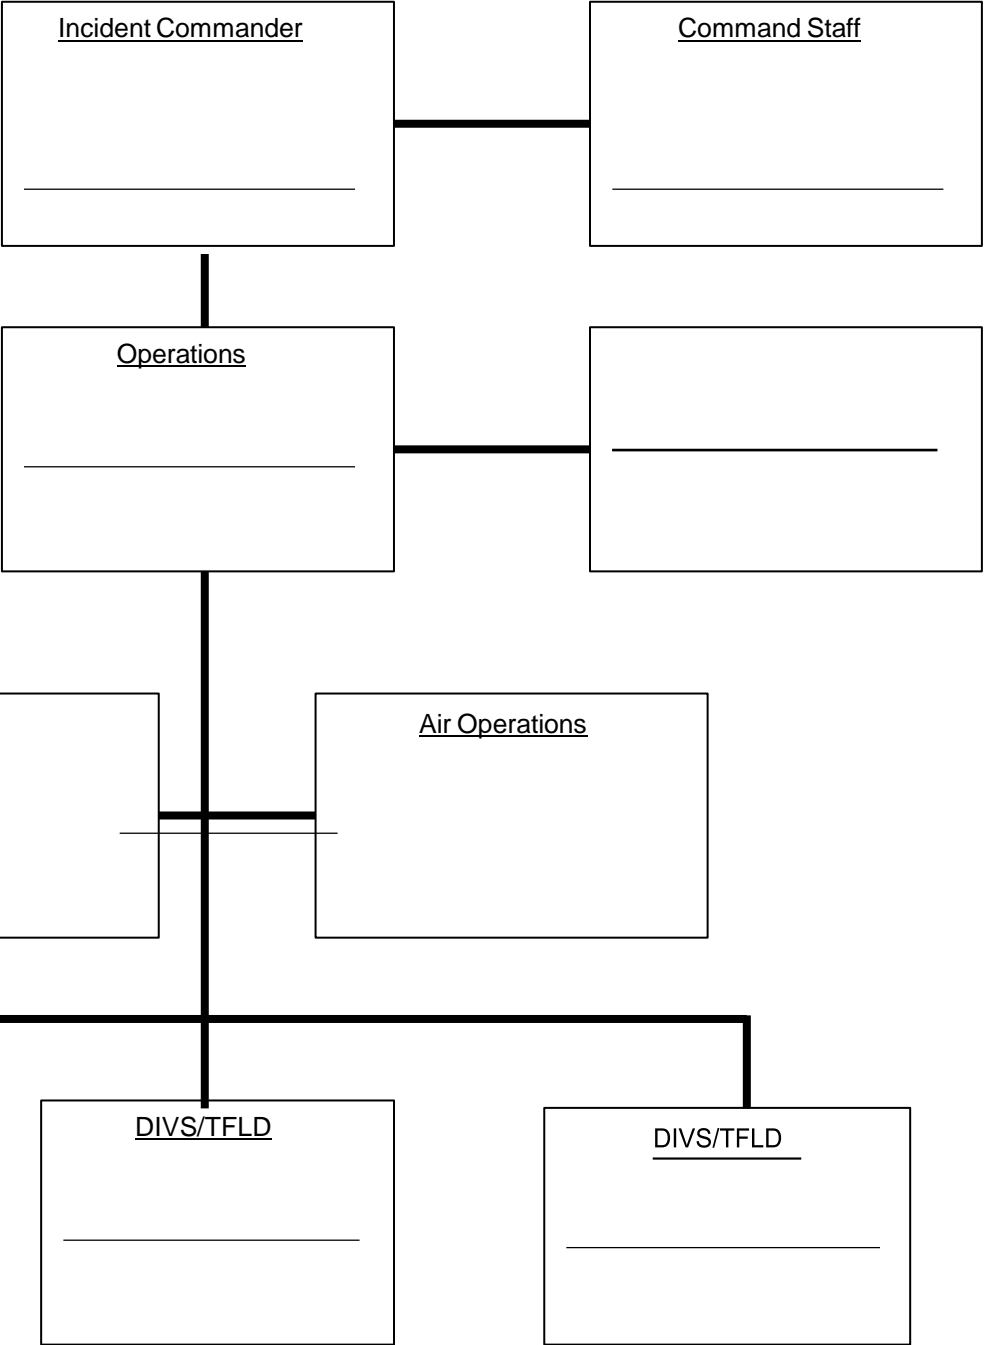 Incident Commander
Command Staff
Operations
Air Operations
DIVS/TFLD
DIVS/TFLD